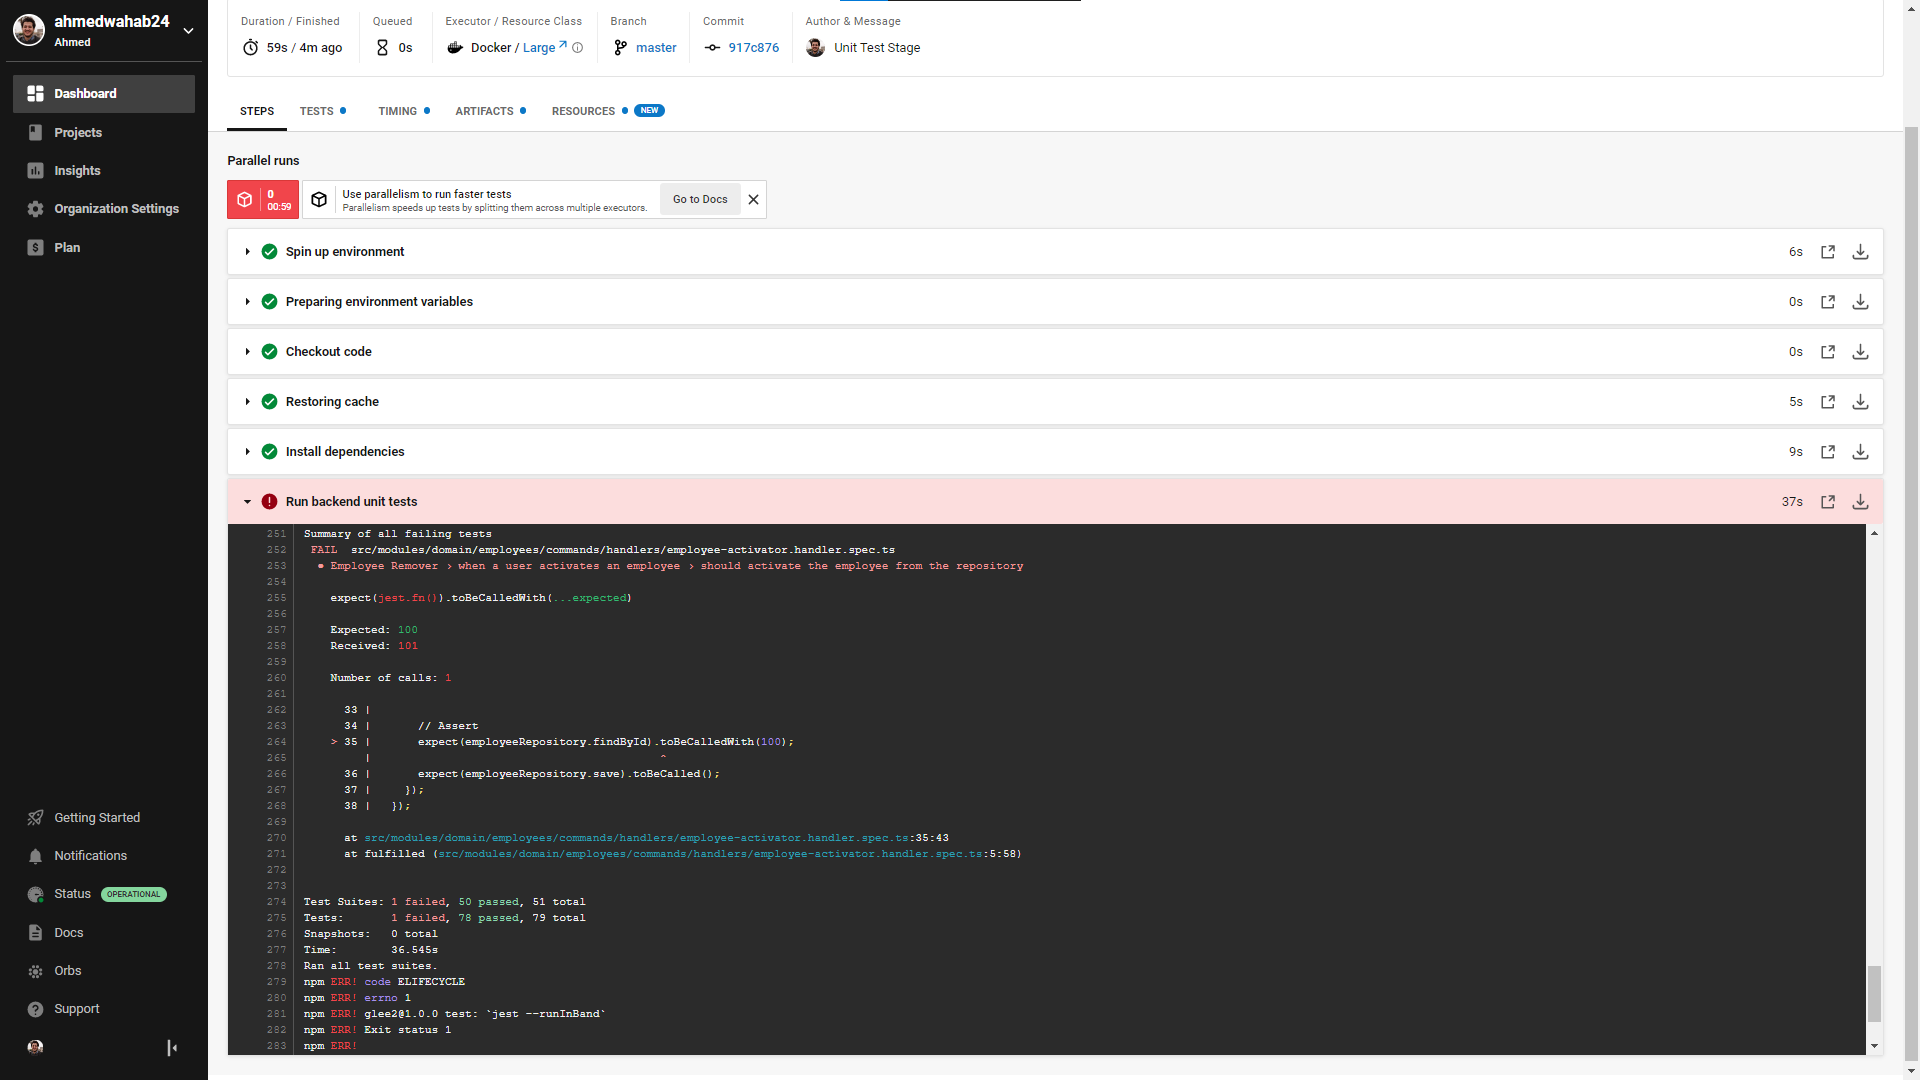 ahmedwahab24
Ahmed
Dashboard
Projects
Insights
Organization Settings
Plan
Getting Started
Notifications
Status OPERATIONAL
Docs
Orbs
Support
Duration / Finished
59s / 4m ago
Queued
0s
Executor / Resource Class
Docker / Large
Branch
master
Commit
917c876
Author & Message
Unit Test Stage
STEPS
TESTS
TIMING
ARTIFACTS
RESOURCES NEW
Parallel runs
0
00:59
Use parallelism to run faster tests
Parallelism speeds up tests by splitting them across multiple executors.
Go to Docs
Spin up environment 6s
Preparing environment variables 0s
Checkout code 0s
Restoring cache 5s
Install dependencies 9s
Run backend unit tests 37s
251 Summary of all failing tests
252 FAIL src/modules/domain/employees/commands/handlers/employee-activator.handler.spec.ts
253 ● Employee Remover › when a user activates an employee › should activate the employee from the repository
254
255 expect(jest.fn()).toBeCalledWith(...expected)
256
257 Expected: 100
258 Received: 101
259
260 Number of calls: 1
261
262 33 |
263 34 | // Assert
264 > 35 | expect(employeeRepository.findById).toBeCalledWith(100);
265 | ^
266 36 | expect(employeeRepository.save).toBeCalled();
267 37 | });
268 38 | });
269
270 at src/modules/domain/employees/commands/handlers/employee-activator.handler.spec.ts:35:43
271 at fulfilled (src/modules/domain/employees/commands/handlers/employee-activator.handler.spec.ts:5:58)
272
273
274 Test Suites: 1 failed, 50 passed, 51 total
275 Tests: 1 failed, 78 passed, 79 total
276 Snapshots: 0 total
277 Time: 36.545s
278 Ran all test suites.
279 npm ERR! code ELIFECYCLE
280 npm ERR! errno 1
281 npm ERR! glee2@1.0.0 test: `jest --runInBand`
282 npm ERR! Exit status 1
283 npm ERR!